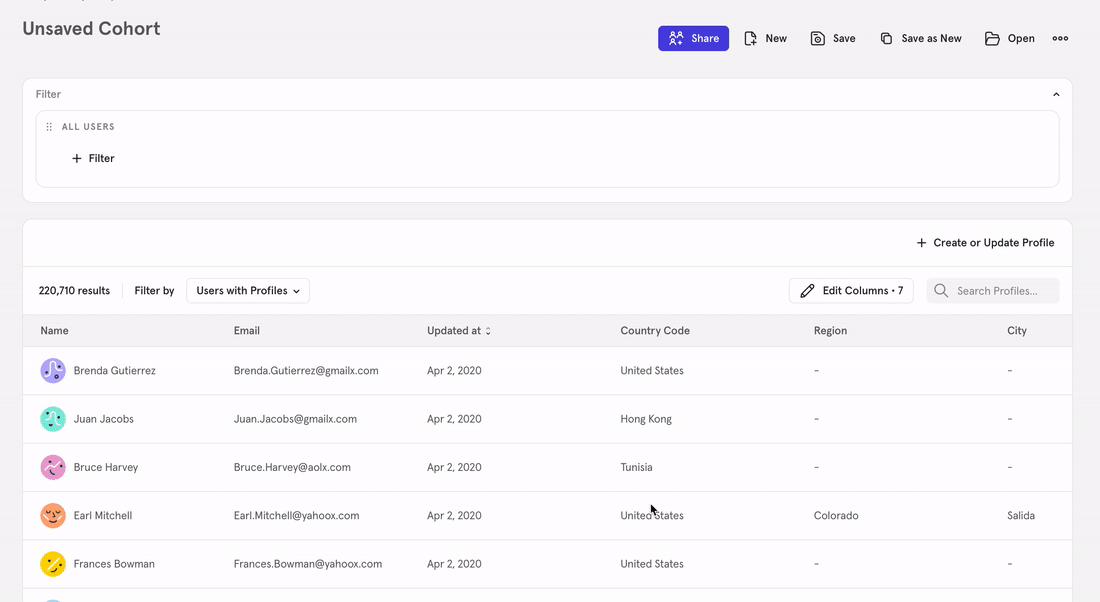 Unsaved Cohort
Share New Save Save as New Open
Filter
ALL USERS
+ Filter
+ Create or Update Profile
220,710 results Filter by Users with Profiles Edit Columns · 7 Search Profiles...
Name Email Updated at Country Code Region City
Brenda Gutierrez Brenda.Gutierrez@gmailx.com Apr 2, 2020 United States - -
Juan Jacobs Juan.Jacobs@gmailx.com Apr 2, 2020 Hong Kong - -
Bruce Harvey Bruce.Harvey@aolx.com Apr 2, 2020 Tunisia - -
Earl Mitchell Earl.Mitchell@yahoox.com Apr 2, 2020 United States Colorado Salida
Frances Bowman Frances.Bowman@yahoox.com Apr 2, 2020 United States - -